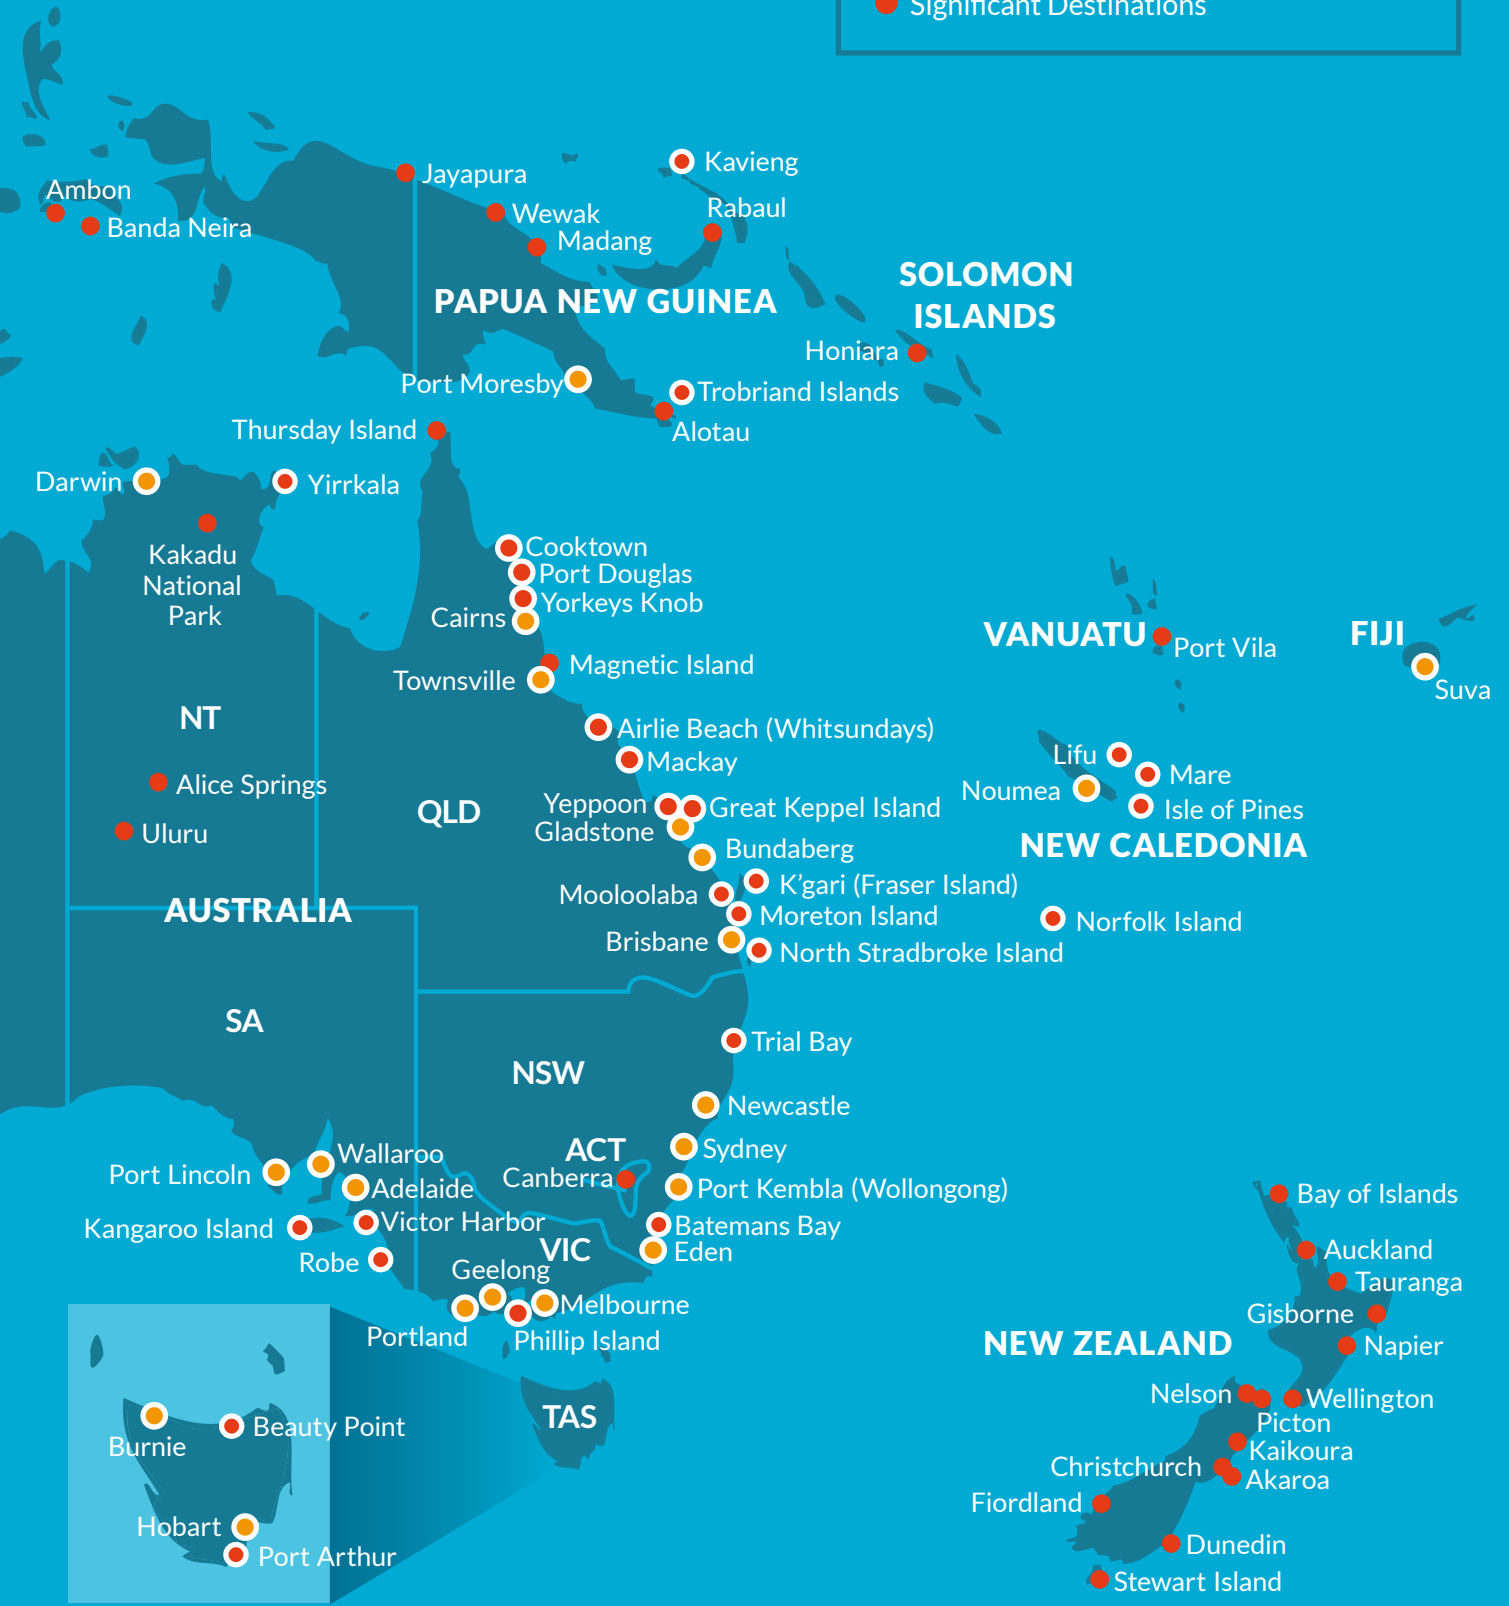 Significant Destinations
Kavieng
Jayapura
Ambon
Rabaul
Wewak
Banda Neira
Madang
SOLOMON
ISLANDS
PAPUA NEW GUINEA
Honiara
Port Moresby
Trobriand Islands
Thursday Island
Alotau
Darwin
Yirrkala
Kakadu
National
Park
Cooktown
Port Douglas
Yorkeys Knob
Cairns
VANUATU
Port Vila
FIJI
Suva
Magnetic Island
Townsville
NT
Airlie Beach (Whitsundays)
Mackay
Lifu
Mare
Noumea
Isle of Pines
NEW CALEDONIA
Alice Springs
Uluru
QLD
Yeppoon
Great Keppel Island
Gladstone
Bundaberg
K'gari (Fraser Island)
Mooloolaba
Moreton Island
Norfolk Island
AUSTRALIA
Brisbane
North Stradbroke Island
SA
Trial Bay
NSW
Newcastle
ACT
Sydney
Canberra
Wallaroo
Port Lincoln
Adelaide
Port Kembla (Wollongong)
Kangaroo Island
Victor Harbor
Batemans Bay
VIC
Eden
Robe
Geelong
Melbourne
Portland
Phillip Island
Bay of Islands
Auckland
Tauranga
Gisborne
NEW ZEALAND
Napier
Nelson
Wellington
Picton
Kaikoura
Christchurch
Akaroa
Fiordland
Dunedin
Stewart Island
TAS
Beauty Point
Burnie
Hobart
Port Arthur